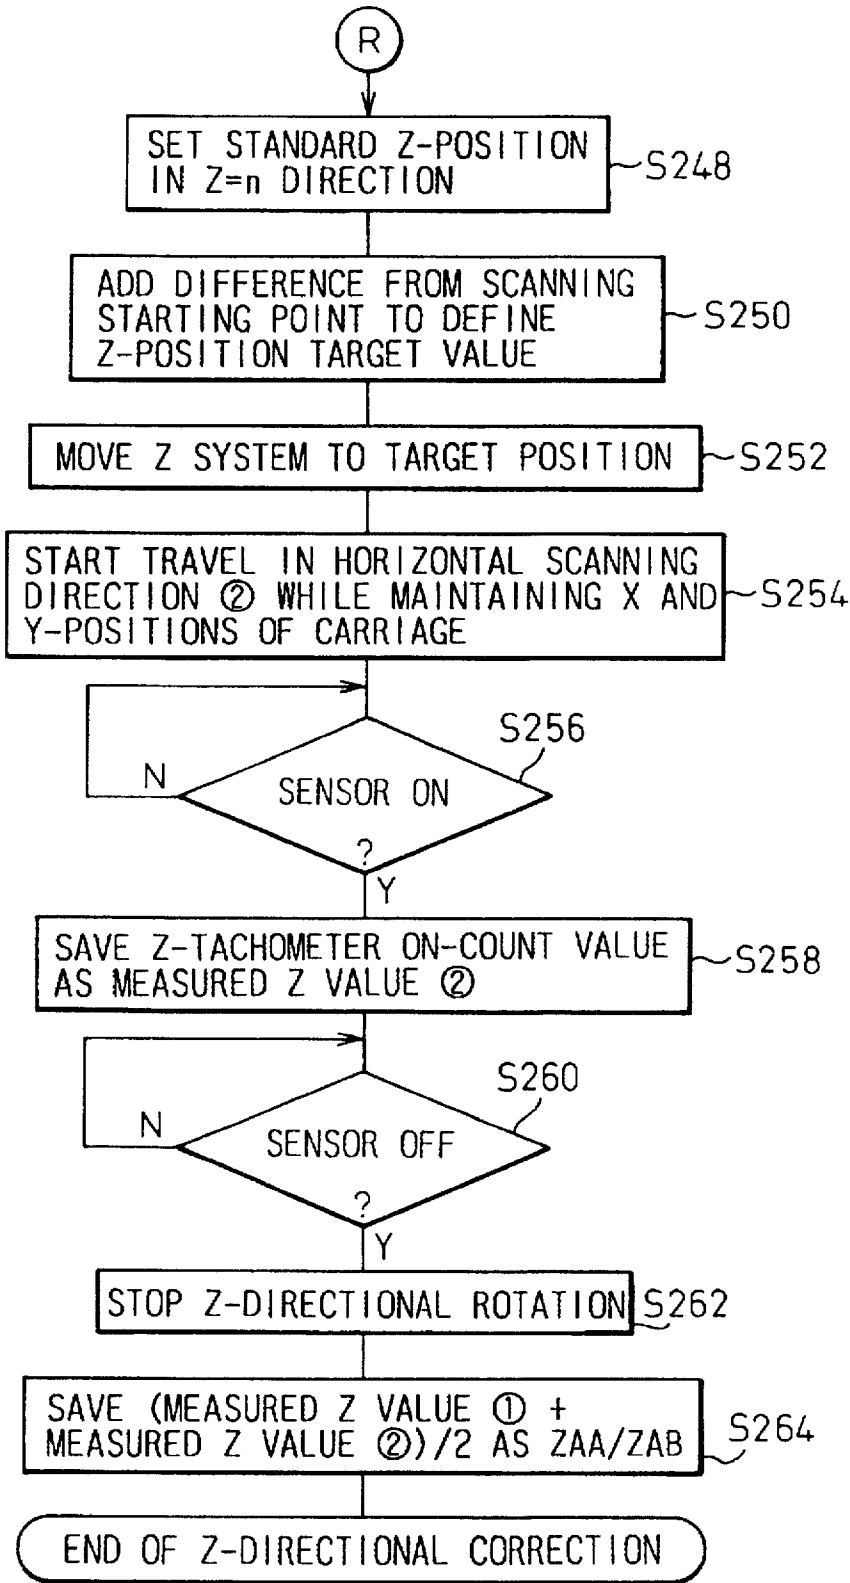 R
SET STANDARD Z-POSITION
IN Z=n DIRECTION
S248
ADD DIFFERENCE FROM SCANNING
STARTING POINT TO DEFINE
Z-POSITION TARGET VALUE
S250
MOVE Z SYSTEM TO TARGET POSITION
S252
START TRAVEL IN HORIZONTAL SCANNING
DIRECTION ② WHILE MAINTAINING X AND
Y-POSITIONS OF CARRIAGE
S254
S256
N
SENSOR ON
?
Y
SAVE Z-TACHOMETER ON-COUNT VALUE
AS MEASURED Z VALUE ②
S258
S260
N
SENSOR OFF
?
Y
STOP Z-DIRECTIONAL ROTATION
S262
SAVE (MEASURED Z VALUE ① +
MEASURED Z VALUE ②)/2 AS ZAA/ZAB
S264
END OF Z-DIRECTIONAL CORRECTION